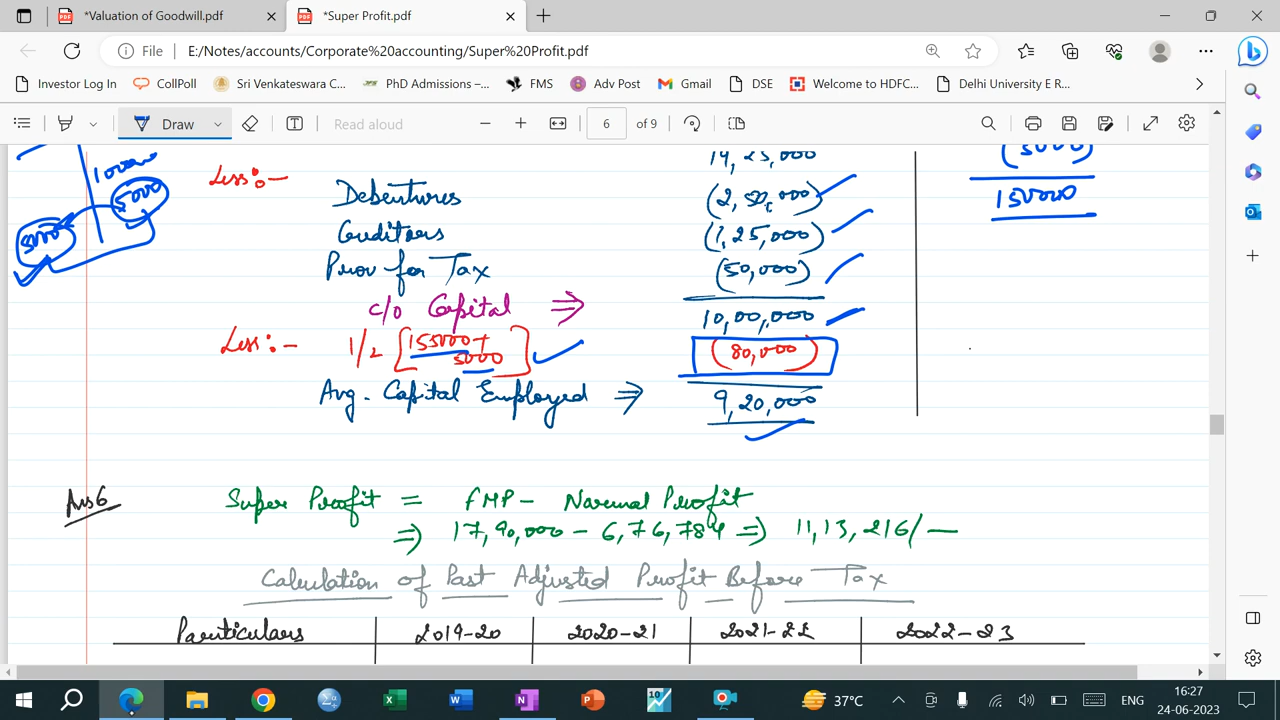 *Valuation of Goodwill.pdf
*Super Profit.pdf
File
E:/Notes/accounts/Corporate%20accounting/Super%20Profit.pdf
Investor Log In
CollPoll
Sri Venkateswara C...
PhD Admissions –...
FMS
Adv Post
Gmail
DSE
Welcome to HDFC...
Delhi University E R...
Draw
Read aloud
6 of 9
(5000)
14,25,000
10000
Less:-
5000
150000
Debentures (2,50,000)
Creditors (1,25,000)
5000
Prov for Tax (50,000)
c/o Capital ⇒ 10,00,000
Less:- 1/2 [155000+
5000] (80,000)
Avg. Capital Employed ⇒ 9,20,000
Ans6 Super Profit = FMP - Normal Profit
⇒ 17,90,000 - 6,76,784 ⇒ 11,13,216/—
Calculation of Past Adjusted Profit Before Tax
Particulars 2019-20 2020-21 2021-22 2022-23
37°C
ENG
16:27
24-06-2023